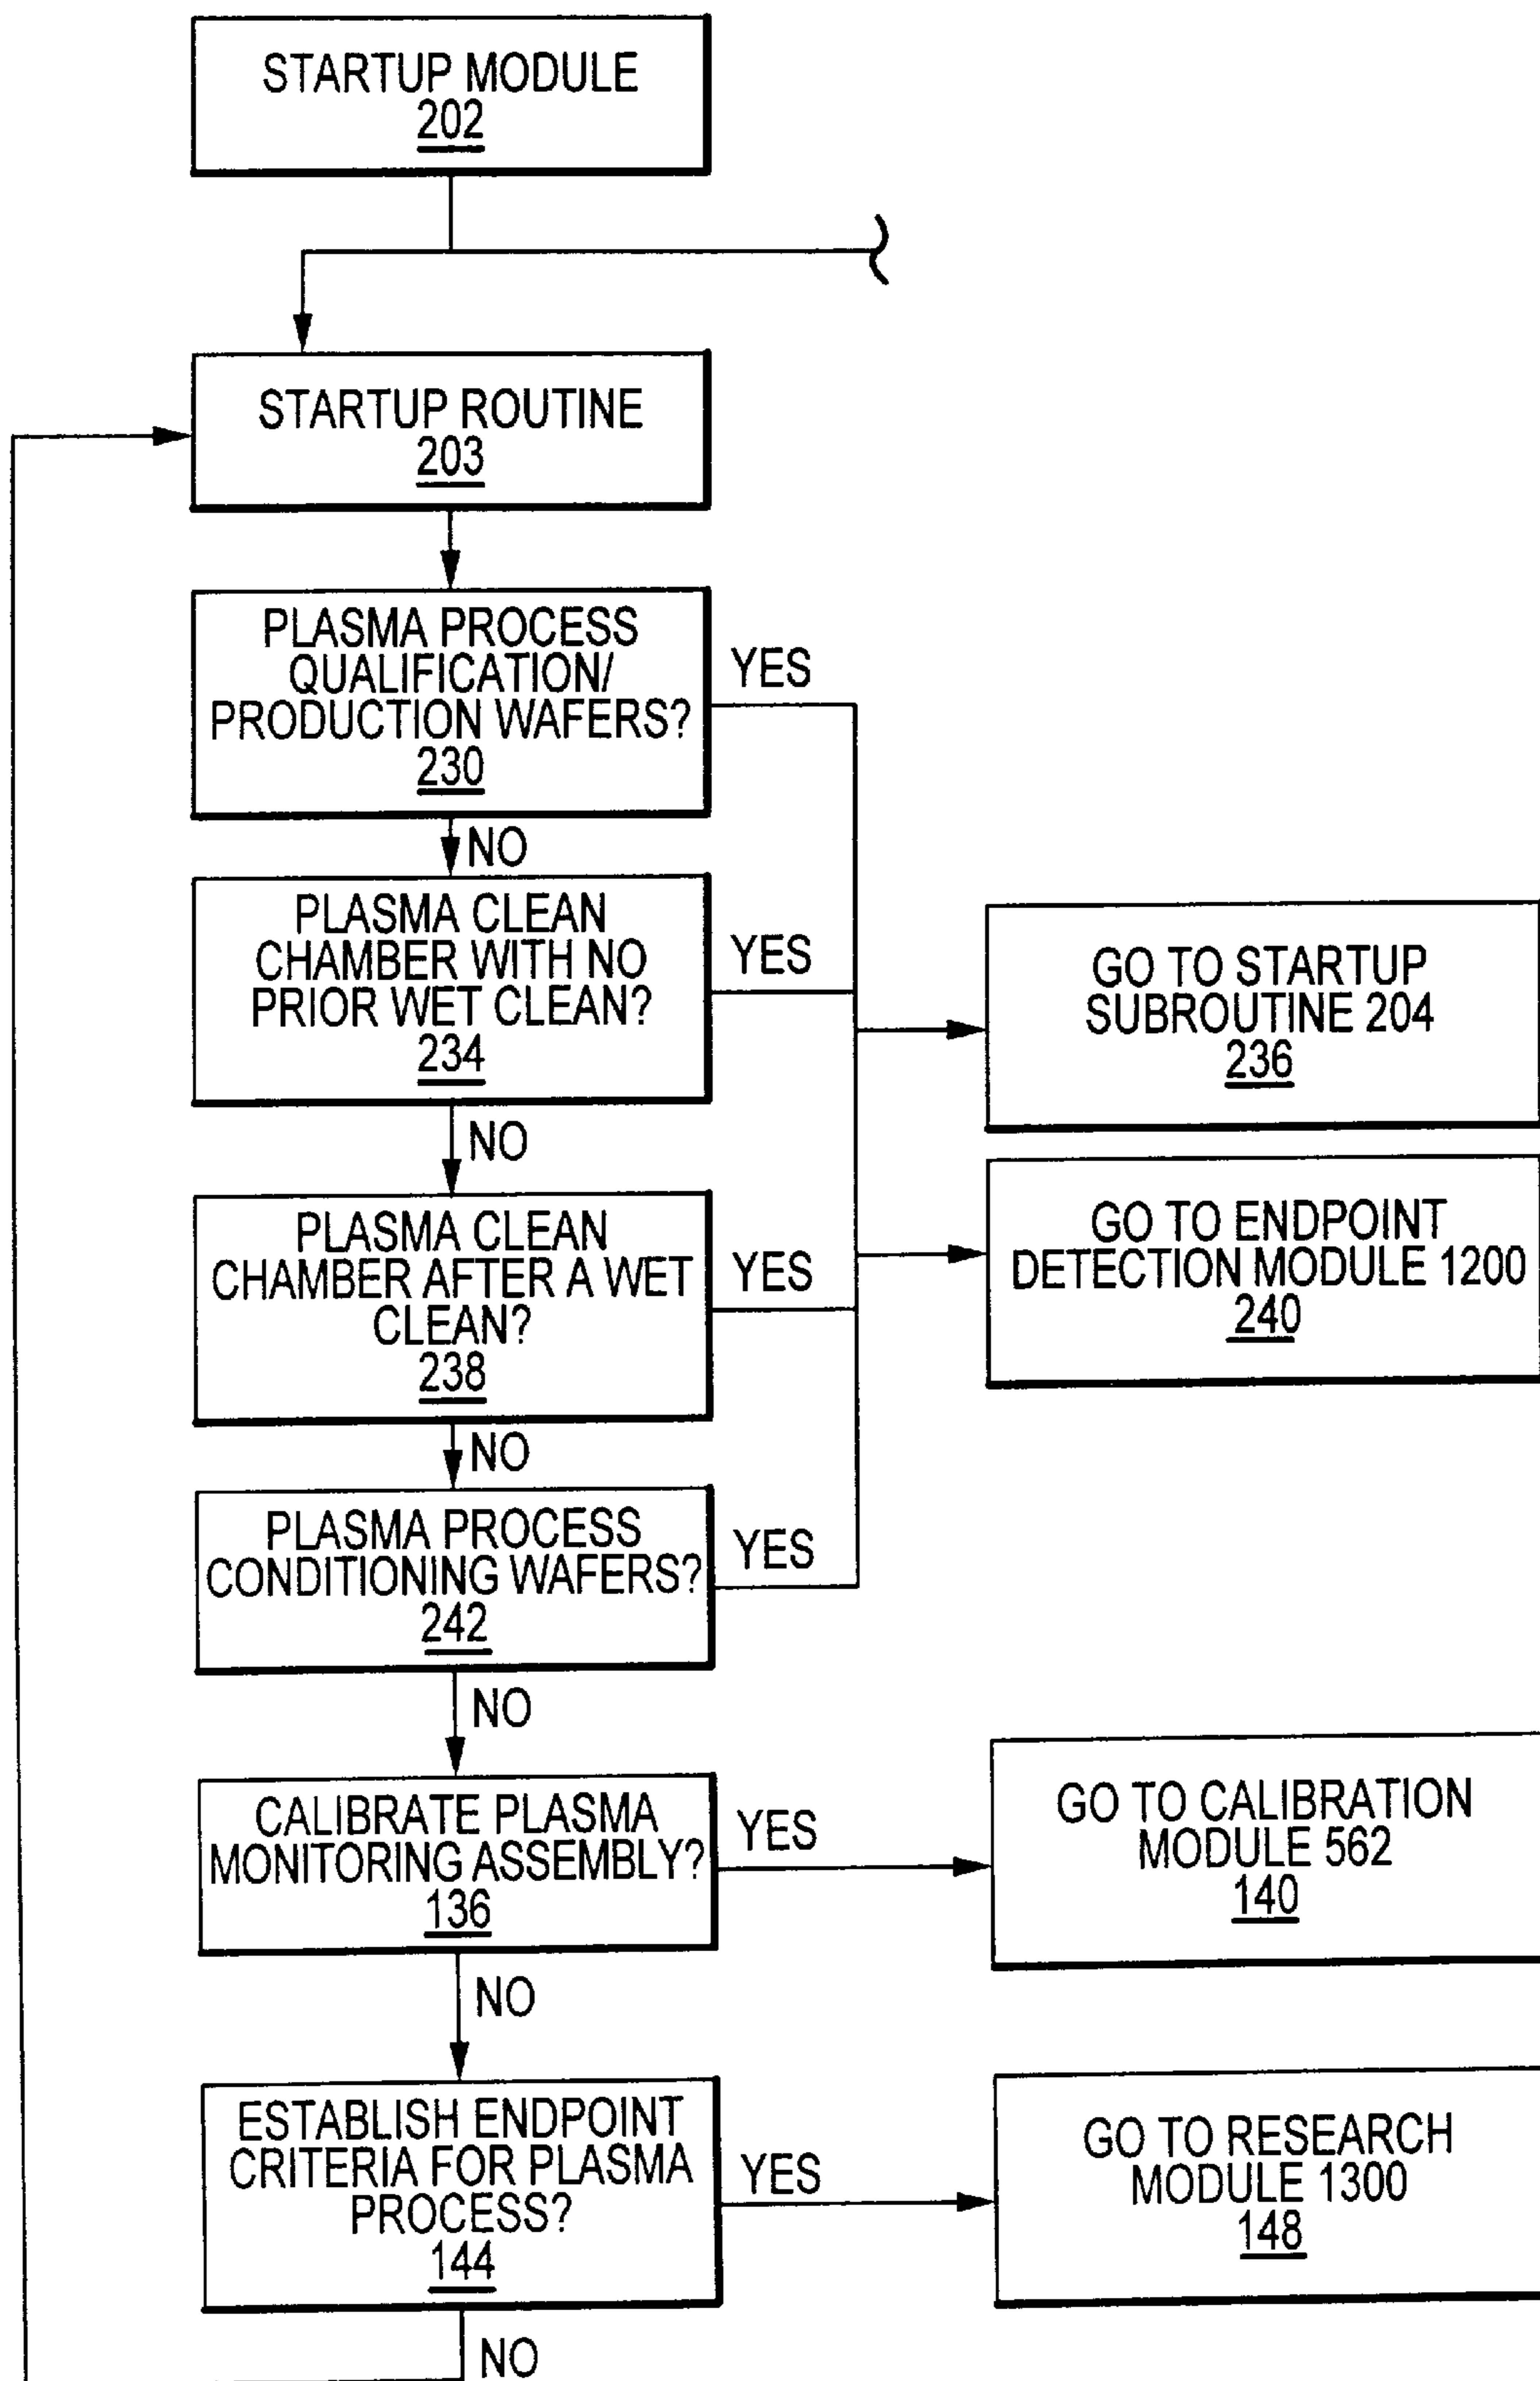 STARTUP MODULE
202
STARTUP ROUTINE
203
PLASMA PROCESS
QUALIFICATION/
PRODUCTION WAFERS?
230
YES
NO
PLASMA CLEAN
CHAMBER WITH NO
PRIOR WET CLEAN?
234
YES
GO TO STARTUP
SUBROUTINE 204
236
NO
PLASMA CLEAN
CHAMBER AFTER A WET
CLEAN?
238
YES
GO TO ENDPOINT
DETECTION MODULE 1200
240
NO
PLASMA PROCESS
CONDITIONING WAFERS?
242
YES
NO
CALIBRATE PLASMA
MONITORING ASSEMBLY?
136
YES
GO TO CALIBRATION
MODULE 562
140
NO
ESTABLISH ENDPOINT
CRITERIA FOR PLASMA
PROCESS?
144
YES
GO TO RESEARCH
MODULE 1300
148
NO